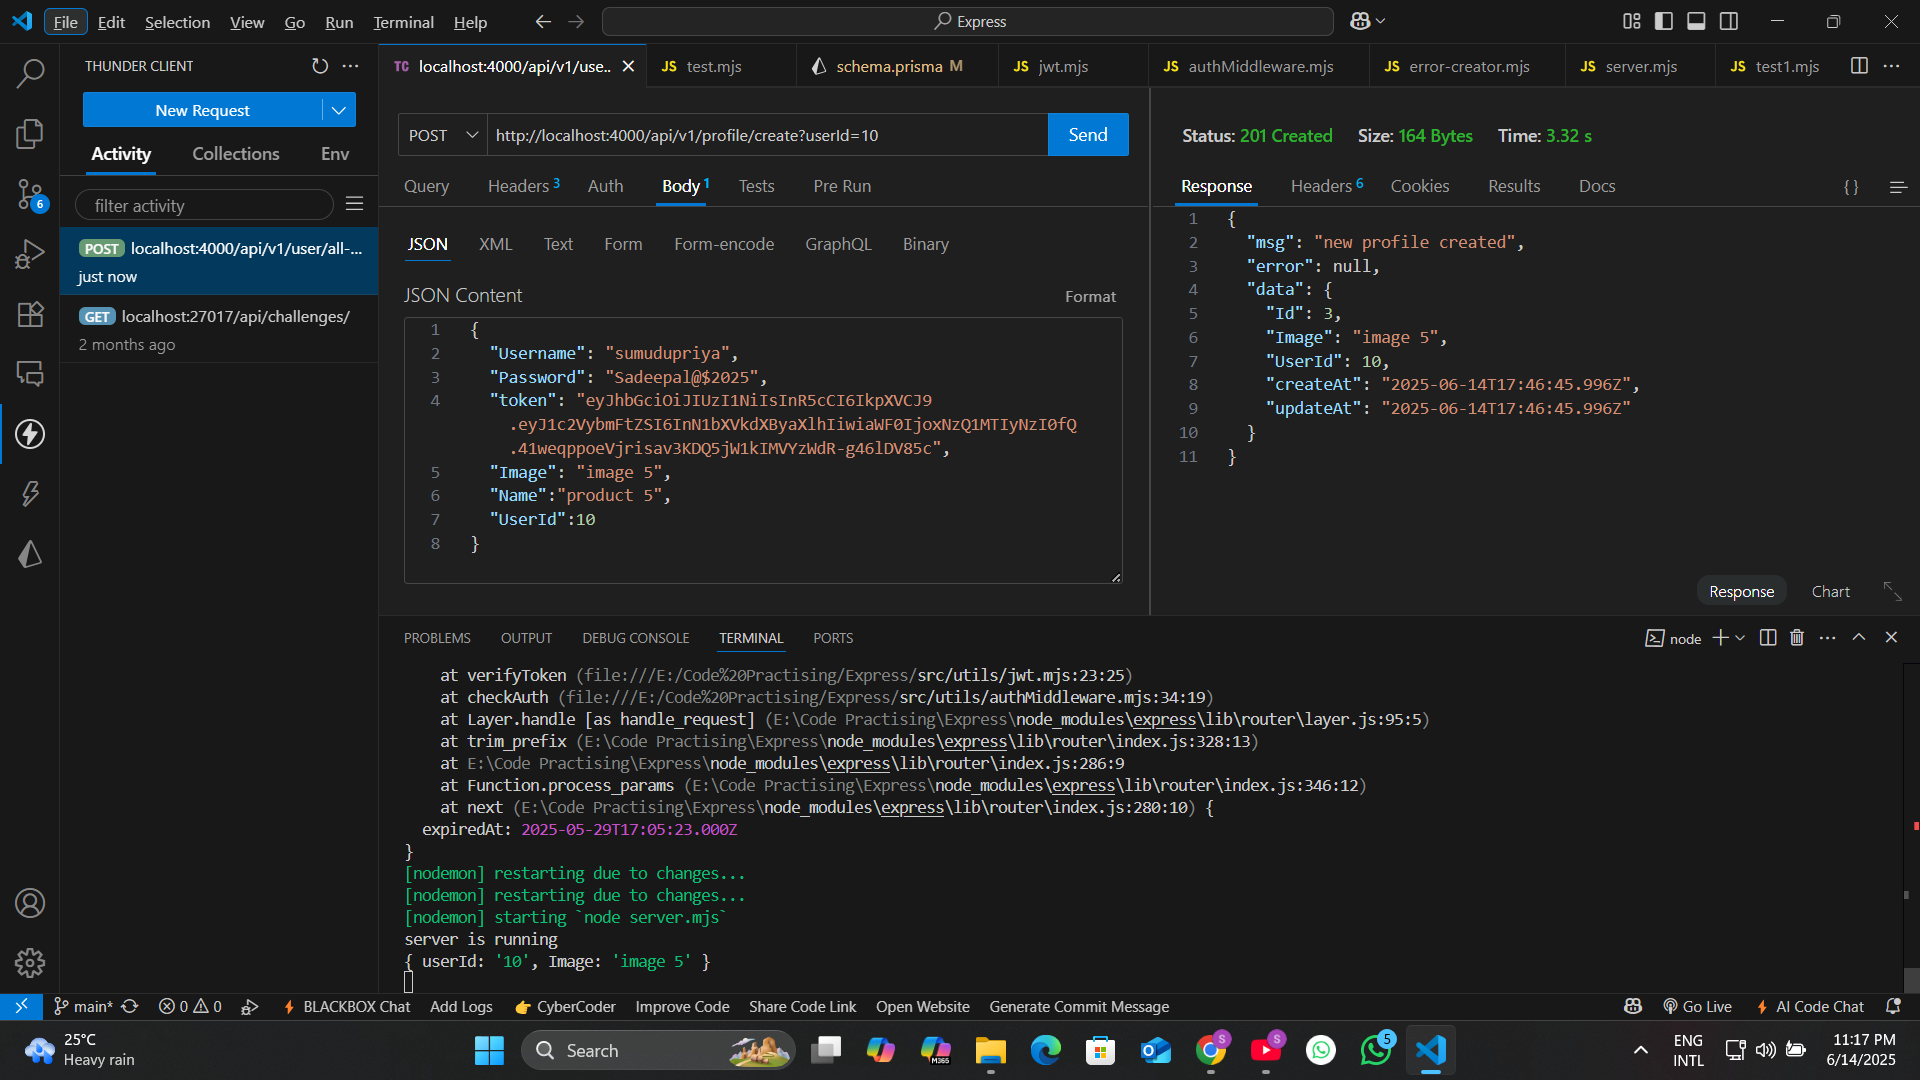 File Edit Selection View Go Run Terminal Help
Express
THUNDER CLIENT
New Request
Activity Collections Env
filter activity
POST localhost:4000/api/v1/user/all-...
just now
GET localhost:27017/api/challenges/
2 months ago
6
TC localhost:4000/api/v1/use..
JS test.mjs
schema.prisma M
JS jwt.mjs
JS authMiddleware.mjs
JS error-creator.mjs
JS server.mjs
JS test1.mjs
POST http://localhost:4000/api/v1/profile/create?userId=10 Send
Query Headers 3 Auth Body 1 Tests Pre Run
JSON XML Text Form Form-encode GraphQL Binary
JSON Content Format
1 {
2 "Username": "sumudupriya",
3 "Password": "Sadeepal@$2025",
4 "token": "eyJhbGciOiJIUzI1NiIsInR5cCI6IkpXVCJ9
.eyJ1c2VybmFtZSI6InN1bXVkdXByaXlhIiwiaWF0IjoxNzQ1MTIyNzI0fQ
.41weqppoeVjrisav3KDQ5jW1kIMVYzWdR-g46lDV85c",
5 "Image": "image 5",
6 "Name":"product 5",
7 "UserId":10
8 }
Status: 201 Created Size: 164 Bytes Time: 3.32 s
Response Headers 6 Cookies Results Docs { }
1 {
2 "msg": "new profile created",
3 "error": null,
4 "data": {
5 "Id": 3,
6 "Image": "image 5",
7 "UserId": 10,
8 "createAt": "2025-06-14T17:46:45.996Z",
9 "updateAt": "2025-06-14T17:46:45.996Z"
10 }
11 }
Response Chart
PROBLEMS OUTPUT DEBUG CONSOLE TERMINAL PORTS
node
at verifyToken (file:///E:/Code%20Practising/Express/src/utils/jwt.mjs:23:25)
at checkAuth (file:///E:/Code%20Practising/Express/src/utils/authMiddleware.mjs:34:19)
at Layer.handle [as handle_request] (E:\Code Practising\Express\node_modules\express\lib\router\layer.js:95:5)
at trim_prefix (E:\Code Practising\Express\node_modules\express\lib\router\index.js:328:13)
at E:\Code Practising\Express\node_modules\express\lib\router\index.js:286:9
at Function.process_params (E:\Code Practising\Express\node_modules\express\lib\router\index.js:346:12)
at next (E:\Code Practising\Express\node_modules\express\lib\router\index.js:280:10) {
expiredAt: 2025-05-29T17:05:23.000Z
}
[nodemon] restarting due to changes...
[nodemon] restarting due to changes...
[nodemon] starting `node server.mjs`
server is running
{ userId: '10', Image: 'image 5' }
main* 0 0 BLACKBOX Chat Add Logs CyberCoder Improve Code Share Code Link Open Website Generate Commit Message Go Live AI Code Chat
25°C
Heavy rain
Search
M365
S
S
5
ENG
INTL
11:17 PM
6/14/2025